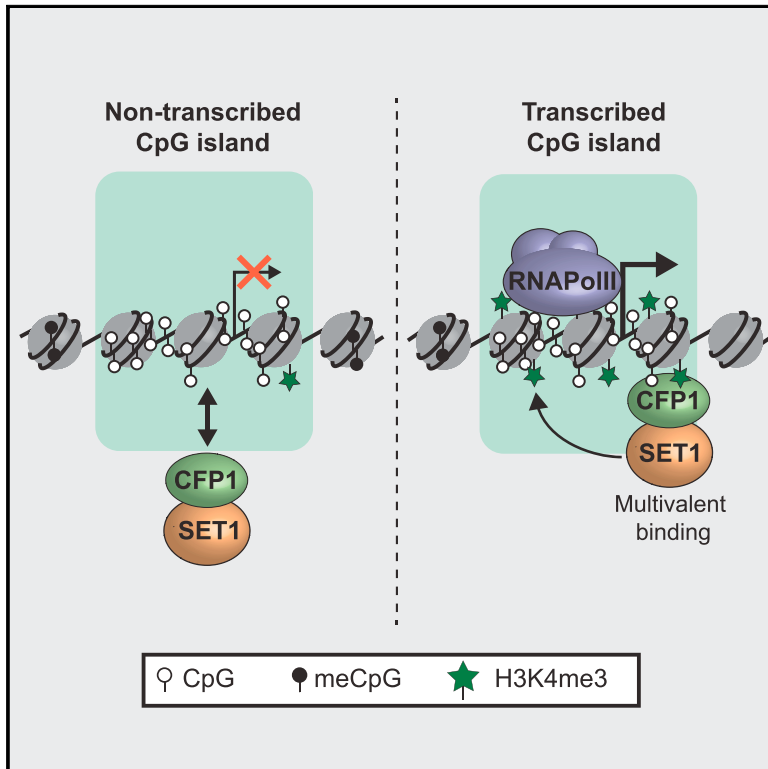 Non-transcribed
CpG island
CFP1
SET1
Transcribed
CpG island
RNAPolII
CFP1
SET1
Multivalent
binding
CpG meCpG H3K4me3